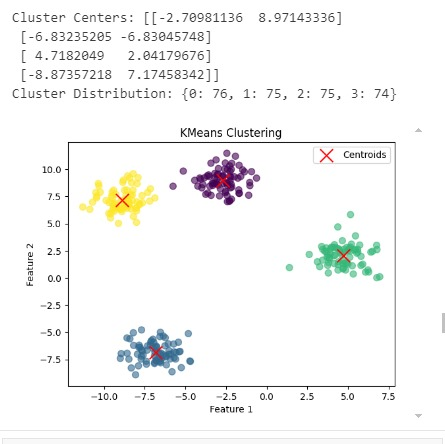 Cluster Centers: [[-2.70981136  8.97143336]
 [-6.83235205 -6.83045748]
 [ 4.7182049   2.04179676]
 [-8.87357218  7.17458342]]
Cluster Distribution: {0: 76, 1: 75, 2: 75, 3: 74}
KMeans Clustering
Centroids
10.0
7.5
5.0
2.5
0.0
−2.5
−5.0
−7.5
Feature 2
−10.0 −7.5 −5.0 −2.5 0.0 2.5 5.0 7.5
Feature 1